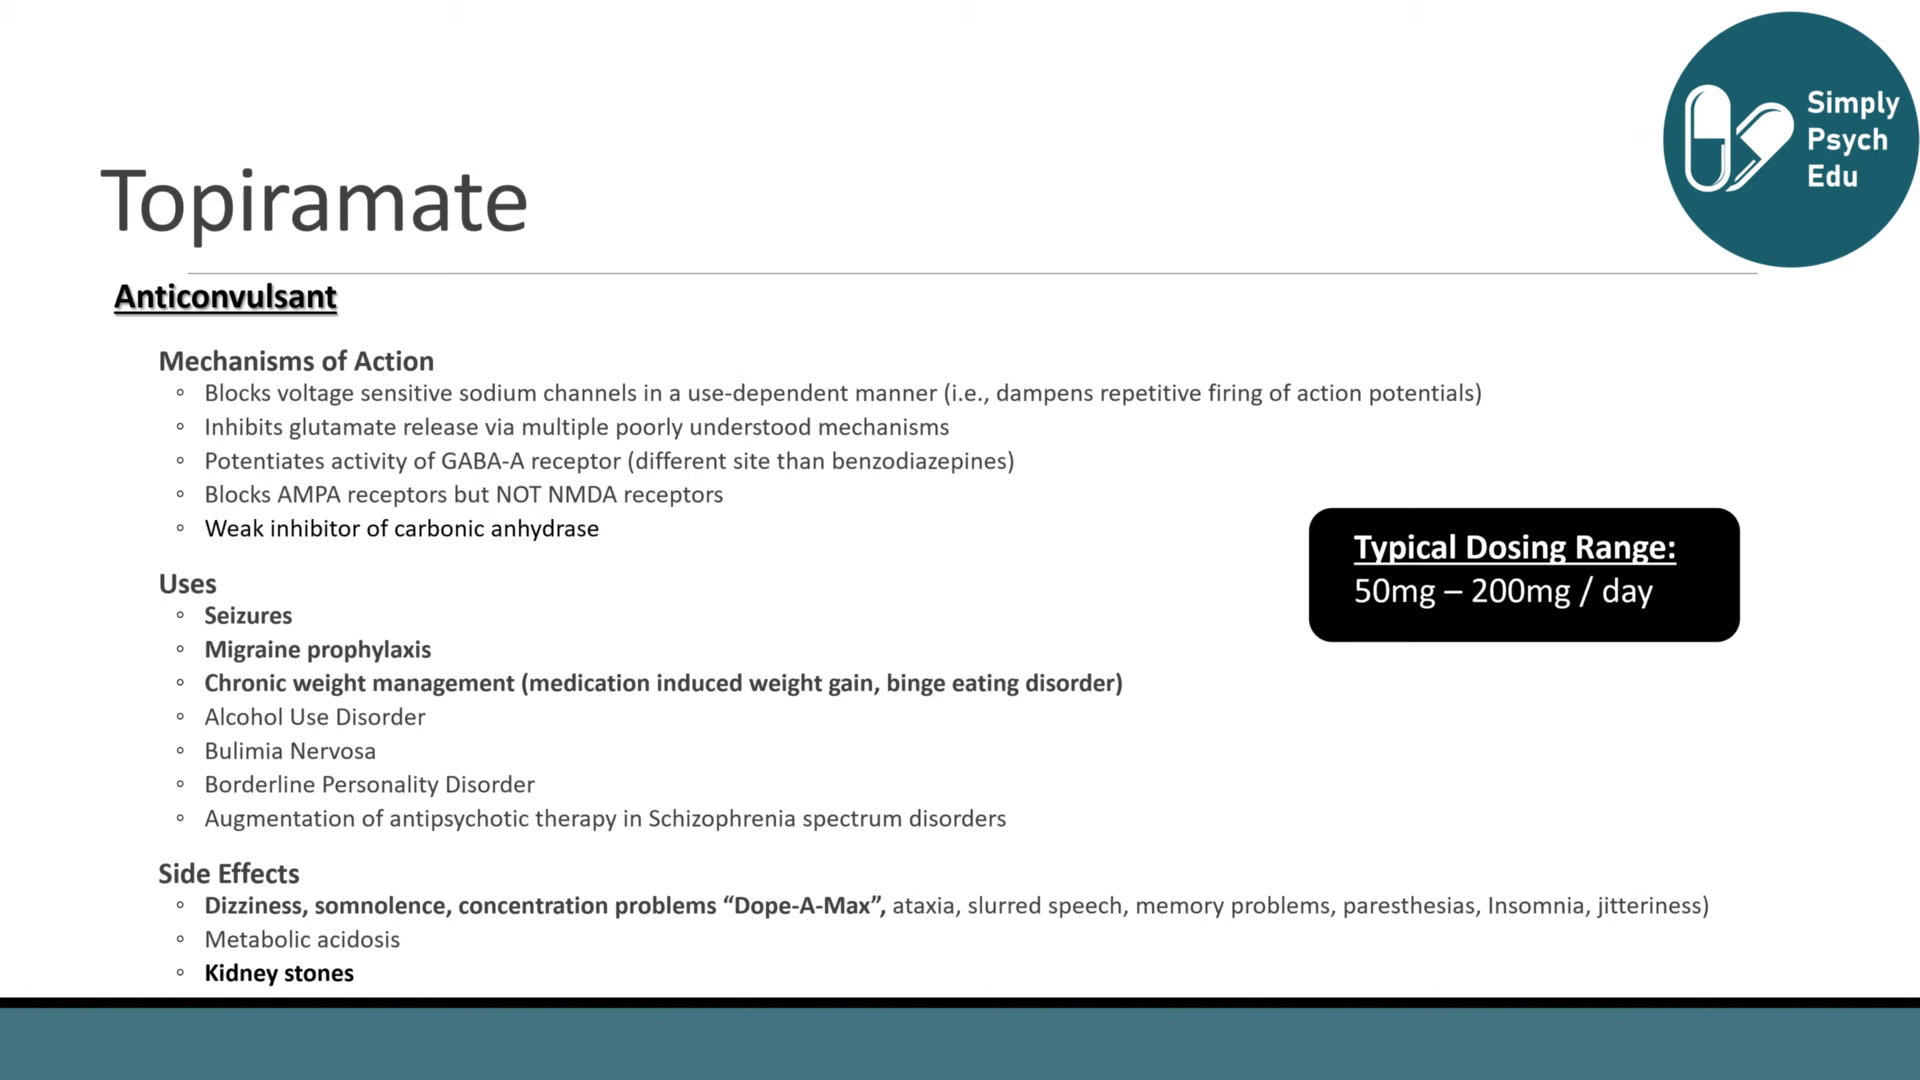 Simply
Psych
Edu
Topiramate
Anticonvulsant
Mechanisms of Action
◦ Blocks voltage sensitive sodium channels in a use-dependent manner (i.e., dampens repetitive firing of action potentials)
◦ Inhibits glutamate release via multiple poorly understood mechanisms
◦ Potentiates activity of GABA-A receptor (different site than benzodiazepines)
◦ Blocks AMPA receptors but NOT NMDA receptors
◦ Weak inhibitor of carbonic anhydrase
Typical Dosing Range:
50mg – 200mg / day
Uses
◦ Seizures
◦ Migraine prophylaxis
◦ Chronic weight management (medication induced weight gain, binge eating disorder)
◦ Alcohol Use Disorder
◦ Bulimia Nervosa
◦ Borderline Personality Disorder
◦ Augmentation of antipsychotic therapy in Schizophrenia spectrum disorders
Side Effects
◦ Dizziness, somnolence, concentration problems “Dope-A-Max”, ataxia, slurred speech, memory problems, paresthesias, Insomnia, jitteriness)
◦ Metabolic acidosis
◦ Kidney stones